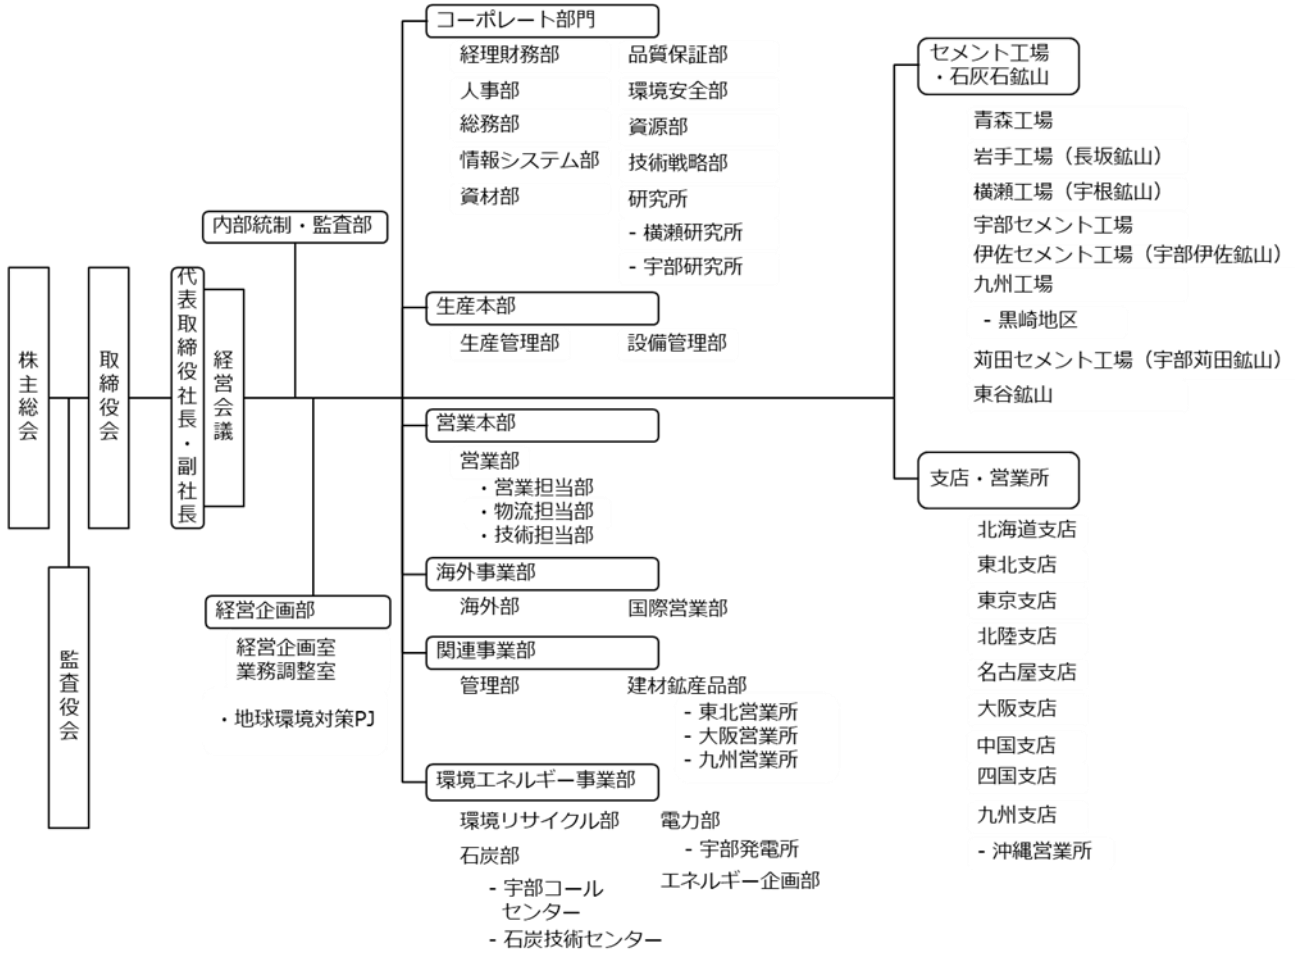 株主総会
監査役会
取締役会
代表取締役社長・副社長
経営会議
内部統制・監査部
経営企画部
経営企画室
業務調整室
・地球環境対策PJ
コーポレート部門
経理財務部
人事部
総務部
情報システム部
資材部
品質保証部
環境安全部
資源部
技術戦略部
研究所
- 横瀬研究所
- 宇部研究所
生産本部
生産管理部
設備管理部
営業本部
営業部
・営業担当部
・物流担当部
・技術担当部
海外事業部
海外部
国際営業部
関連事業部
管理部
建材鉱産品部
- 東北営業所
- 大阪営業所
- 九州営業所
環境エネルギー事業部
環境リサイクル部
石炭部
- 宇部コール
センター
- 石炭技術センター
電力部
- 宇部発電所
エネルギー企画部
セメント工場
・石灰石鉱山
青森工場
岩手工場（長坂鉱山）
横瀬工場（宇根鉱山）
宇部セメント工場
伊佐セメント工場（宇部伊佐鉱山）
九州工場
- 黒崎地区
苅田セメント工場（宇部苅田鉱山）
東谷鉱山
支店・営業所
北海道支店
東北支店
東京支店
北陸支店
名古屋支店
大阪支店
中国支店
四国支店
九州支店
- 沖縄営業所